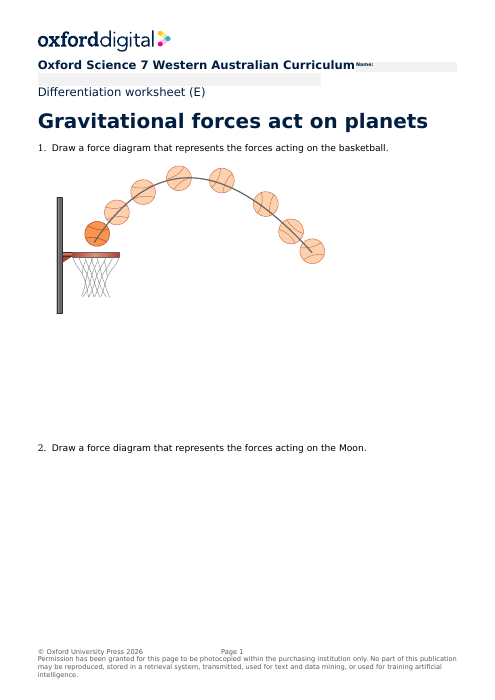 oxforddigital
Oxford Science 7 Western Australian Curriculum Name:
Differentiation worksheet (E)
Gravitational forces act on planets
1. Draw a force diagram that represents the forces acting on the basketball.
2. Draw a force diagram that represents the forces acting on the Moon.
© Oxford University Press 2026 Page 1
Permission has been granted for this page to be photocopied within the purchasing institution only. No part of this publication
may be reproduced, stored in a retrieval system, transmitted, used for text and data mining, or used for training artificial
intelligence.